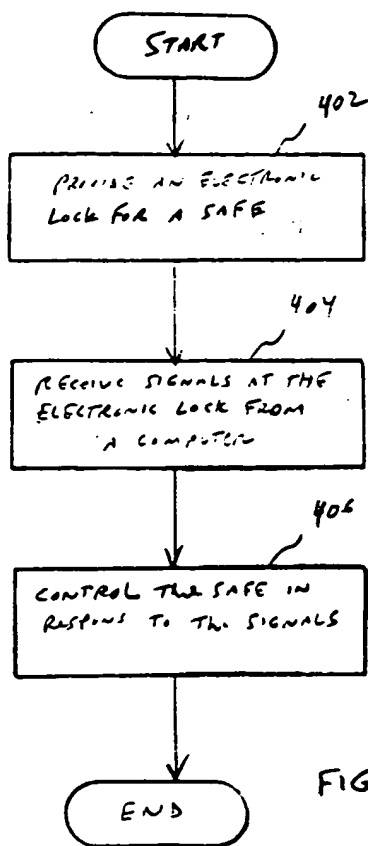 START
402
PROVIDE AN ELECTRONIC
LOCK FOR A SAFE
404
RECEIVE SIGNALS AT THE
ELECTRONIC LOCK FROM
A COMPUTER
406
CONTROL THE SAFE IN
RESPONS TO THE SIGNALS
END
FIG